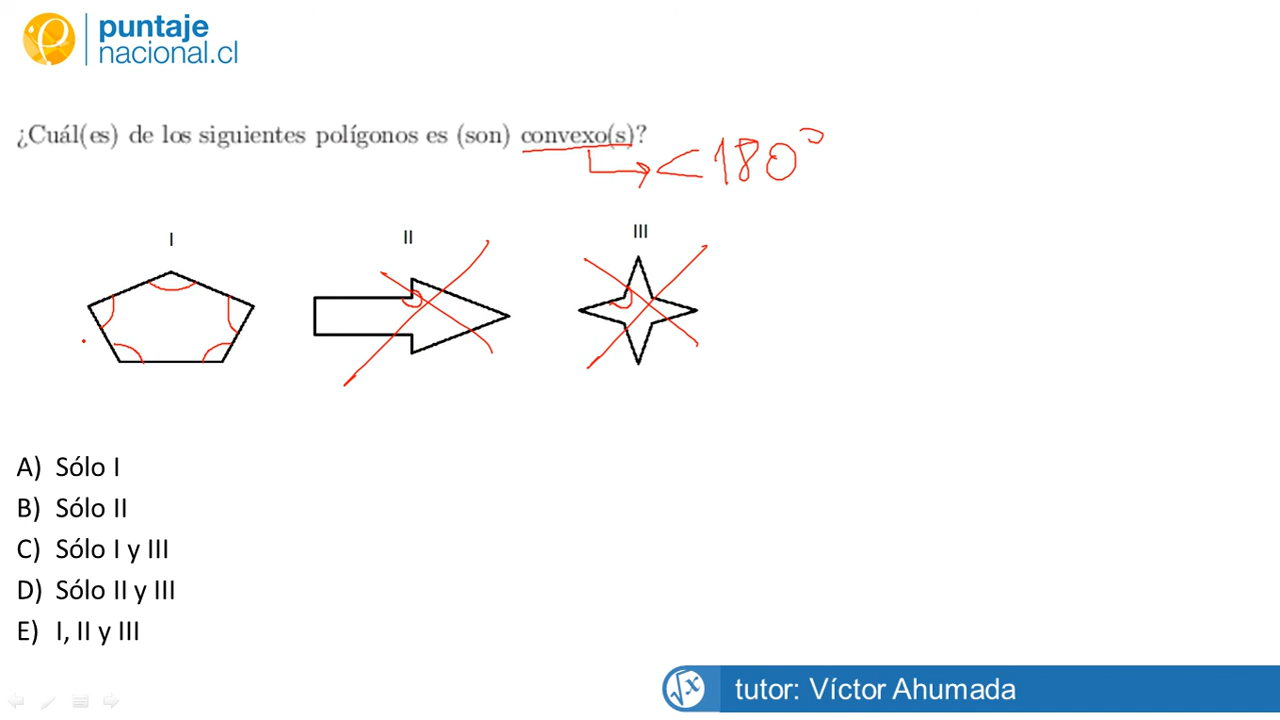 puntaje
nacional.cl
¿Cuál(es) de los siguientes polígonos es (son) convexo(s)?
< 180°
I
II
III
A) Sólo I
B) Sólo II
C) Sólo I y III
D) Sólo II y III
E) I, II y III
√x tutor: Víctor Ahumada